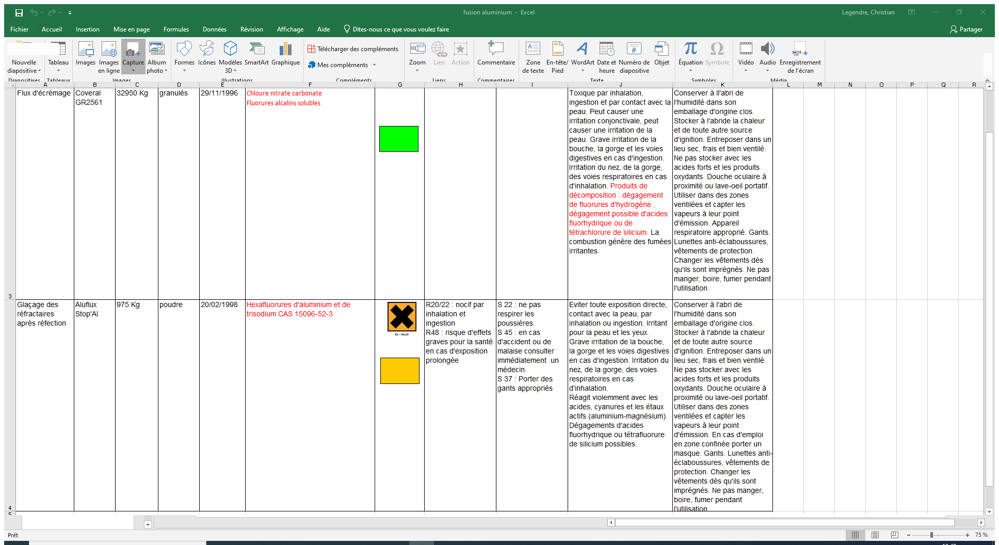 fusion aluminium - Excel
Legendre, Christian
Fichier Accueil Insertion Mise en page Formules Données Révision Affichage Aide Dites-nous ce que vous voulez faire Partager
Nouvelle diapositive
Tableau
Images
Images en ligne
Capture
Album photo
Formes
Icônes
Modèles 3D
SmartArt
Graphique
Télécharger des compléments
Mes compléments
Zoom
Lien
Action
Commentaire
Zone de texte
En-tête/ Pied
WordArt
Date et heure
Numéro de diapositive
Objet
Équation
Symbole
Vidéo
Audio
Enregistrement de l'écran
Diapositives Tableaux Images Illustrations Compléments Liens Commentaires Texte Symboles Média
A B C D E F G H I J K L M N O P Q R
3
Flux d'écrémage
Coveral
GR2561
32950 Kg
granulés
29/11/1996
Chloure nitrate carbonate
Fluorures alcalins solubles
Toxique par inhalation,
ingestion et par contact avec la
peau. Peut causer une
irritation conjonctivale, peut
causer une irritation de la
peau. Grave irritation de la
bouche, la gorge et les voies
digestives en cas d'ingestion.
Irritation du nez, de la gorge,
des voies respiratoires en cas
d'inhalation. Produits de
décomposition : dégagement
de fluorures d'hydrogène ,
dégagement possible d'acides
fluorhydrique ou de
tétrachlorure de silicium. La
combustion génère des fumées
irritantes.
Conserver à ll'abri de
l'humidité dans son
emballage d'origine clos.
Stocker à l'abride la chaleur
et de toute autre source
d'ignition. Entreposer dans un
lieu sec, frais et bien ventilé.
Ne pas stocker avec les
acides forts et les produits
oxydants. Douche oculaire à
proximité ou lave-oeil portatif.
Utiliser dans des zones
ventilées et capter les
vapeurs à leur point
d'émission. Appareil
respiratoire approprié. Gants.
Lunettes anti-éclaboussures,
vêtements de protection.
Changer les vêtements dès
qu'ils sont imprégnés. Ne pas
manger, boire, fumer pendant
l'utilisation.
4
Glaçage des
réfractaires
après réfection
Aluflux
Stop'Al
975 Kg
poudre
20/02/1998
Hexafluorures d'aluminium et de
trisodium CAS 15096-52-3
Xn - Nocif
R20/22 : nocif par
inhalation et
ingestion
R48 : risque d'effets
graves pour la santé
en cas d'exposition
prolongée
S 22 : ne pas
respirer les
poussières.
S 45 : en cas
d'accident ou de
malaise consulter
immédiatement un
médecin.
S 37 : Porter des
gants appropriés
Eviter toute exposition directe,
contact avec la peau, par
inhalation ou ingestion. Irritant
pour la peau et les yeux.
Grave irritation de la bouche,
la gorge et les voies digestives
en cas d'ingestion. Irritation du
nez, de la gorge, des voies
respiratoires en cas
d'inhalation.
Réagit violemment avec les
acides, cyanures et les étaux
actifs (aluminium-magnésium).
Dégagements d'acides
fluorhydrique ou tétrafluorure
de silicium possibles.
Conserver à l'abri de
l'humidité dans son
emballage d'origine clos.
Stocker à l'abride la chaleur
et de toute autre source
d'ignition. Entreposer dans un
lieu sec, frais et bien ventilé.
Ne pas stocker avec les
acides forts et les produits
oxydants. Douche oculaire à
proximité ou lave-oeil portatif.
Utiliser dans des zones
ventilées et capter les
vapeurs à leur point
d'émission. En cas d'emploi
en zone confinée porter un
masque. Gants. Lunettes anti-
éclaboussures, vêtements de
protection. Changer les
vêtements dès qu'ils sont
imprégnés. Ne pas manger,
boire, fumer pendant
l'utilisation
5
Prêt
75 %